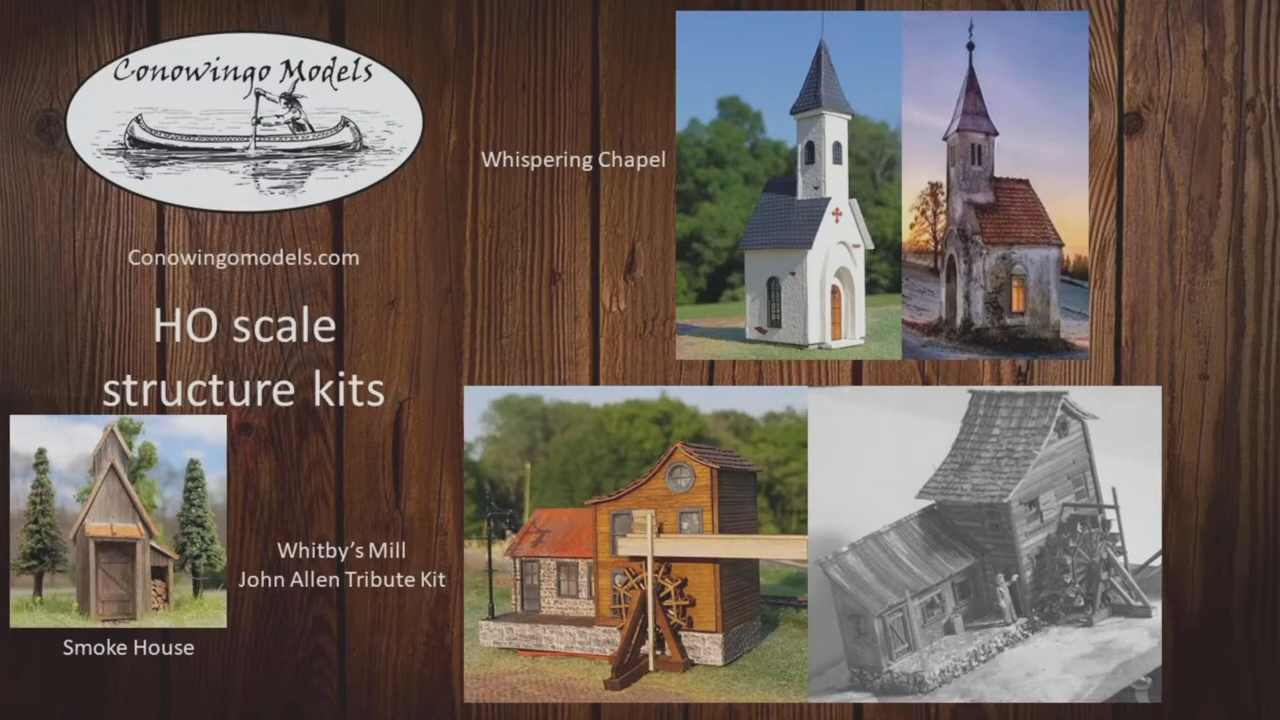 Conowingo Models
Conowingomodels.com
HO scale
structure kits
Whispering Chapel
Whitby's Mill
John Allen Tribute Kit
Smoke House